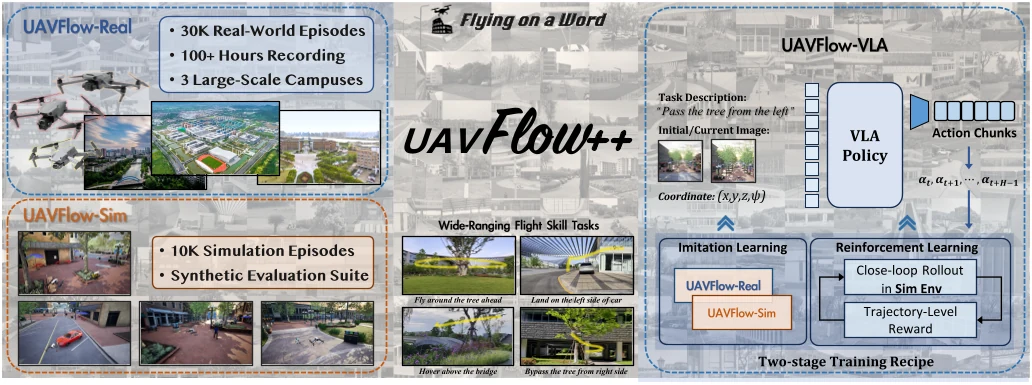 UAVFlow-Real
• 30K Real-World Episodes
• 100+ Hours Recording
• 3 Large-Scale Campuses
UAVFlow-Sim
• 10K Simulation Episodes
• Synthetic Evaluation Suite
Flying on a Word
UAVFlow++
Wide-Ranging Flight Skill Tasks
Fly around the tree ahead
Land on the left side of car
Hover above the bridge
Bypass the tree from right side
UAVFlow-VLA
Task Description:
"Pass the tree from the left"
Initial/Current Image:
Coordinate: (x,y,z,ψ)
VLA
Policy
Action Chunks
α_t, α_{t+1}, ⋯, α_{t+H−1}
Imitation Learning
UAVFlow-Real
UAVFlow-Sim
Reinforcement Learning
Close-loop Rollout
in Sim Env
Trajectory-Level
Reward
Two-stage Training Recipe